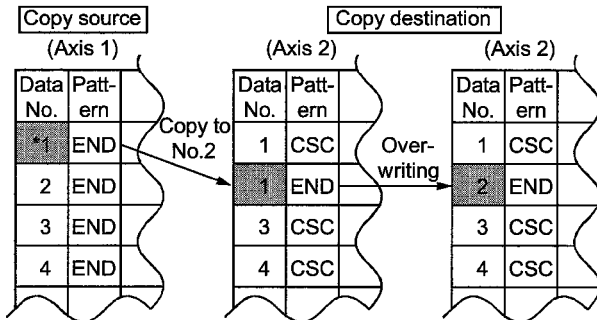 Copy source
Copy destination
(Axis 1)
(Axis 2)
(Axis 2)
Data No.
Patt-ern
*1 END
2 END
3 END
4 END
Copy to No.2
Data No.
Patt-ern
1 CSC
1 END
3 CSC
4 CSC
Over-writing
Data No.
Patt-ern
1 CSC
2 END
3 CSC
4 CSC